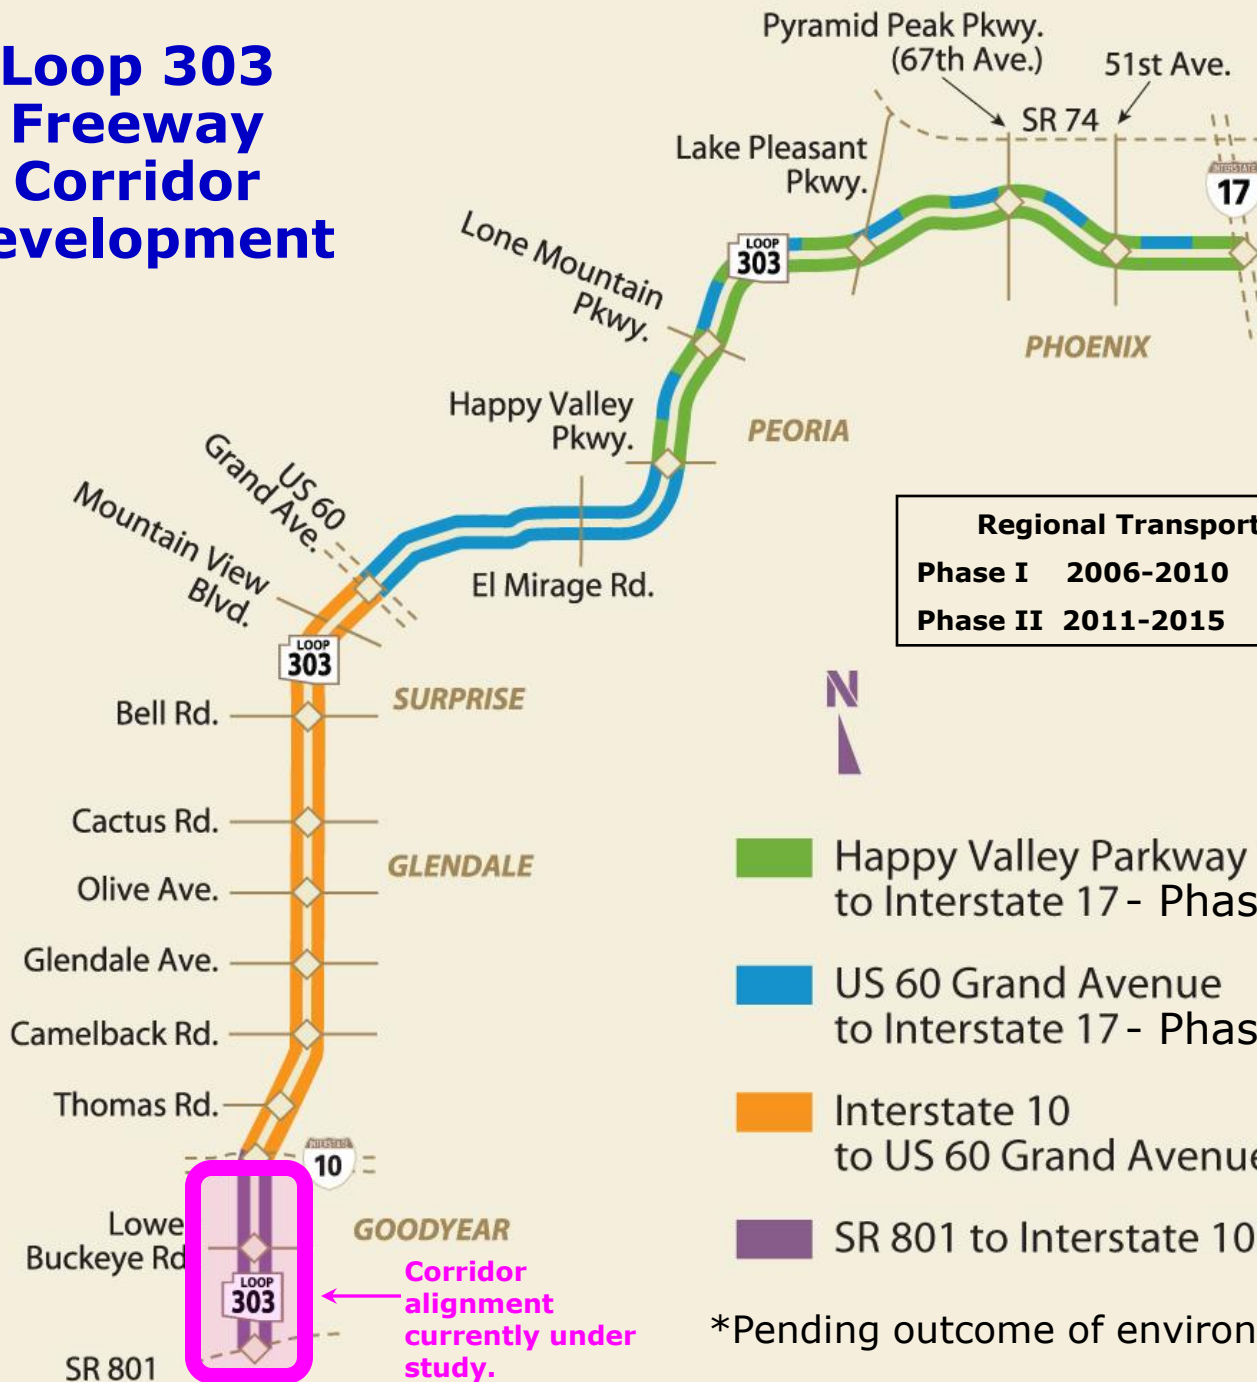 Loop 303
Freeway
Corridor
evelopment
Pyramid Peak Pkwy.
(67th Ave.)
51st Ave.
SR 74
Lake Pleasant
Pkwy.
INTERSTATE
17
LOOP
303
Lone Mountain
Pkwy.
PHOENIX
Happy Valley
Pkwy.
PEORIA
US 60
Grand Ave.
Mountain View
Blvd.
El Mirage Rd.
Regional Transport
Phase I 2006-2010
Phase II 2011-2015
LOOP
303
N
SURPRISE
Bell Rd.
Cactus Rd.
GLENDALE
Olive Ave.
Glendale Ave.
Camelback Rd.
Thomas Rd.
INTERSTATE
10
Lowe
Buckeye Rd
GOODYEAR
LOOP
303
Corridor
alignment
currently under
study.
SR 801
Happy Valley Parkway
to Interstate 17 - Phas
US 60 Grand Avenue
to Interstate 17 - Phas
Interstate 10
to US 60 Grand Avenue
SR 801 to Interstate 10
*Pending outcome of environ